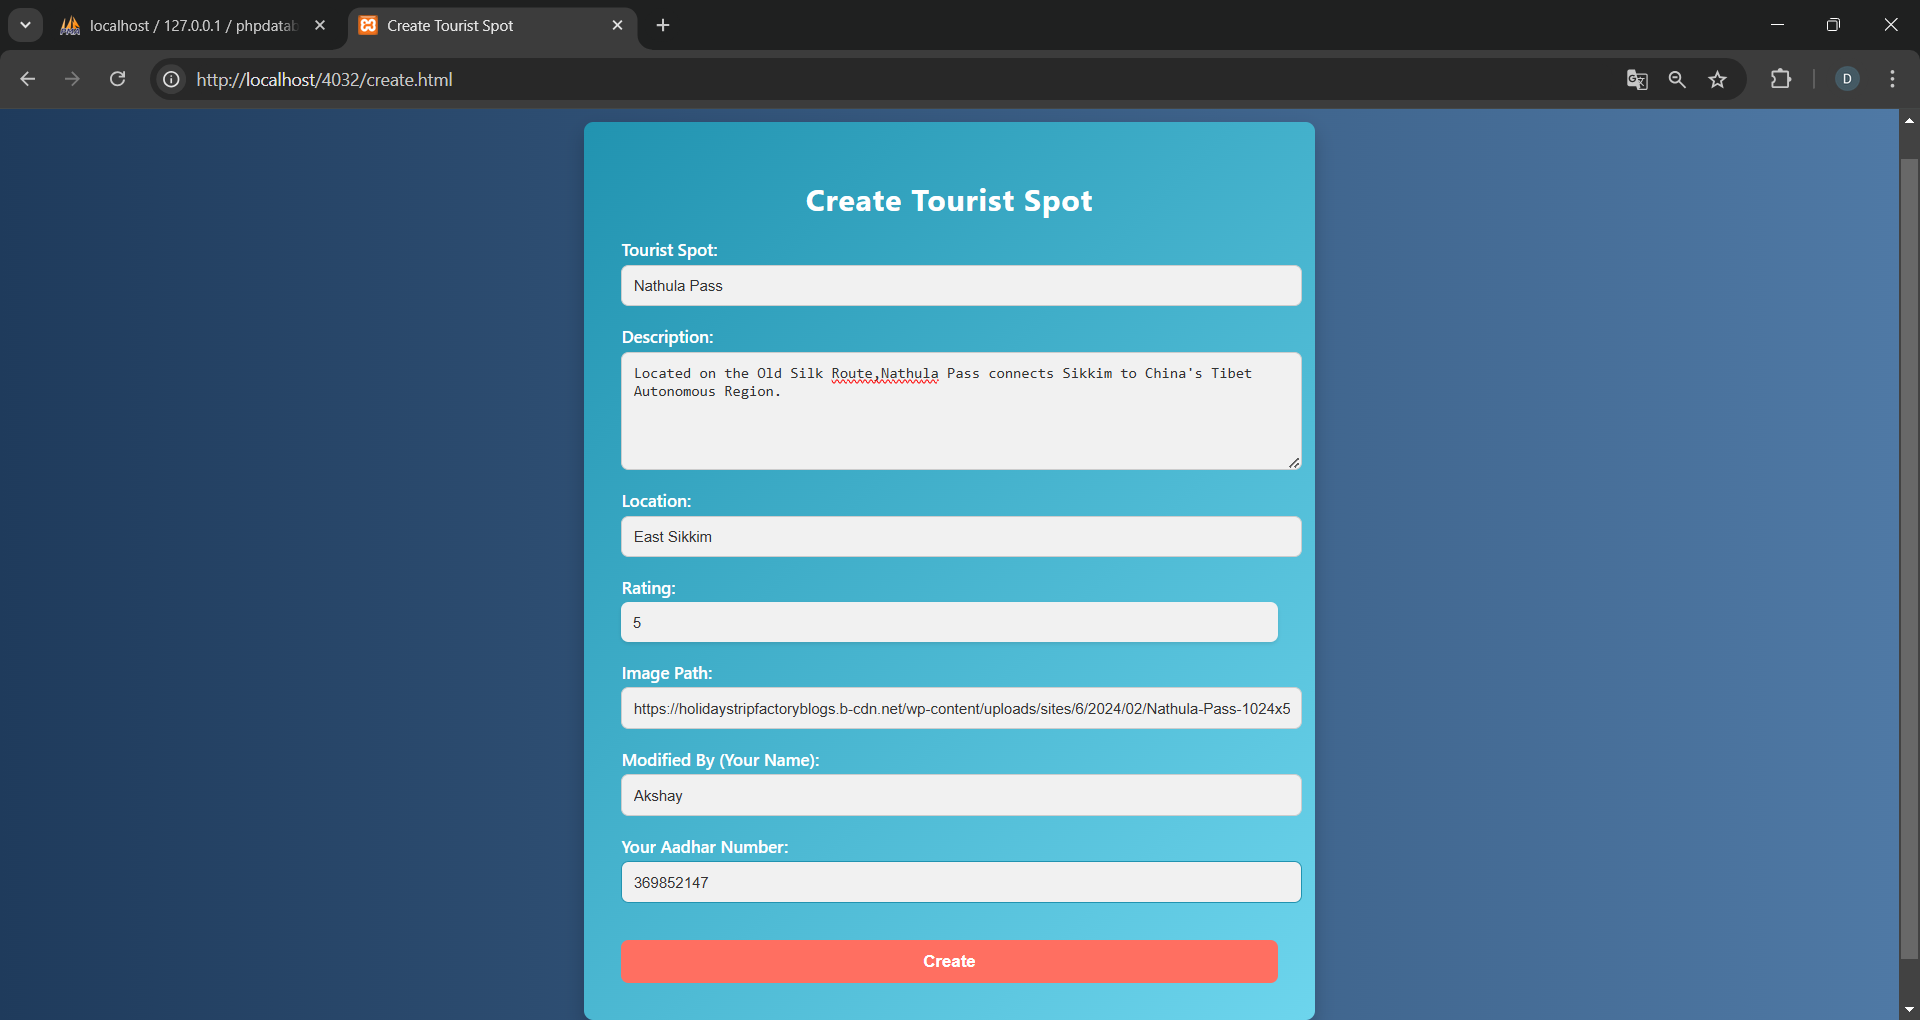 localhost / 127.0.0.1 / phpdatab
Create Tourist Spot
http://localhost/4032/create.html
D
Create Tourist Spot
Tourist Spot:
Nathula Pass
Description:
Located on the Old Silk Route,Nathula Pass connects Sikkim to China's Tibet
Autonomous Region.
Location:
East Sikkim
Rating:
5
Image Path:
https://holidaystripfactoryblogs.b-cdn.net/wp-content/uploads/sites/6/2024/02/Nathula-Pass-1024x5
Modified By (Your Name):
Akshay
Your Aadhar Number:
369852147
Create